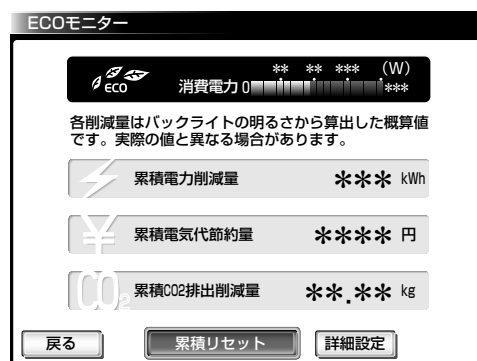 ECOモニター
** ** *** (W)
eco 消費電力 0 ***
各削減量はバックライトの明るさから算出した概算値
です。実際の値と異なる場合があります。
累積電力削減量 *** kWh
¥ 累積電気代節約量 **** 円
CO2 累積CO2排出削減量 **.** kg
戻る 累積リセット 詳細設定